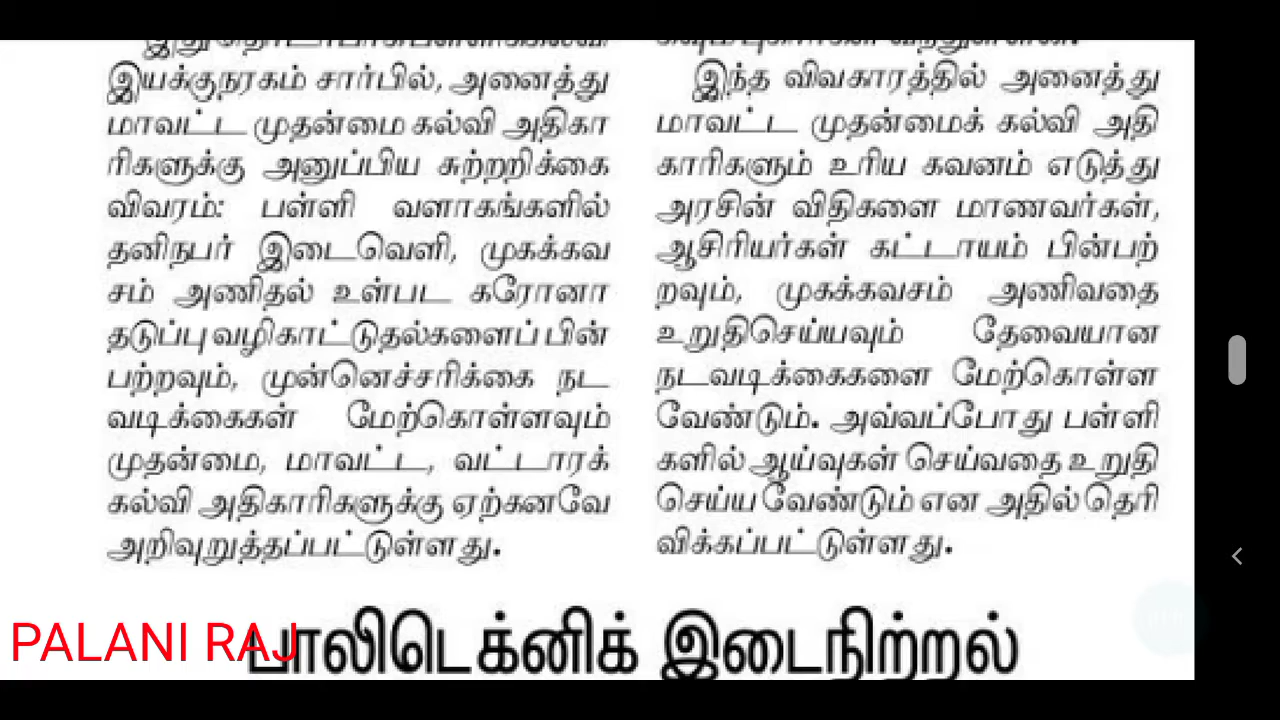 இயக்குநரகம் சார்பில், அனைத்து
மாவட்ட முதன்மை கல்வி அதிகா
ரிகளுக்கு அனுப்பிய சுற்றறிக்கை
விவரம்: பள்ளி வளாகங்களில்
தனிநபர் இடைவெளி, முகக்கவ
சம் அணிதல் உள்பட கரோனா
தடுப்பு வழிகாட்டுதல்களைப் பின்
பற்றவும், முன்னெச்சரிக்கை நட
வடிக்கைகள் மேற்கொள்ளவும்
முதன்மை, மாவட்ட, வட்டாரக்
கல்வி அதிகாரிகளுக்கு ஏற்கனவே
அறிவுறுத்தப்பட்டுள்ளது.
இந்த விவகாரத்தில் அனைத்து
மாவட்ட முதன்மைக் கல்வி அதி
காரிகளும் உரிய கவனம் எடுத்து
அரசின் விதிகளை மாணவர்கள்,
ஆசிரியர்கள் கட்டாயம் பின்பற்
றவும், முகக்கவசம் அணிவதை
உறுதிசெய்யவும் தேவையான
நடவடிக்கைகளை மேற்கொள்ள
வேண்டும். அவ்வப்போது பள்ளி
களில் ஆய்வுகள் செய்வதை உறுதி
செய்ய வேண்டும் என அதில் தெரி
விக்கப்பட்டுள்ளது.
பாலிடெக்னிக் இடைநிற்றல்
PALANI RAJ